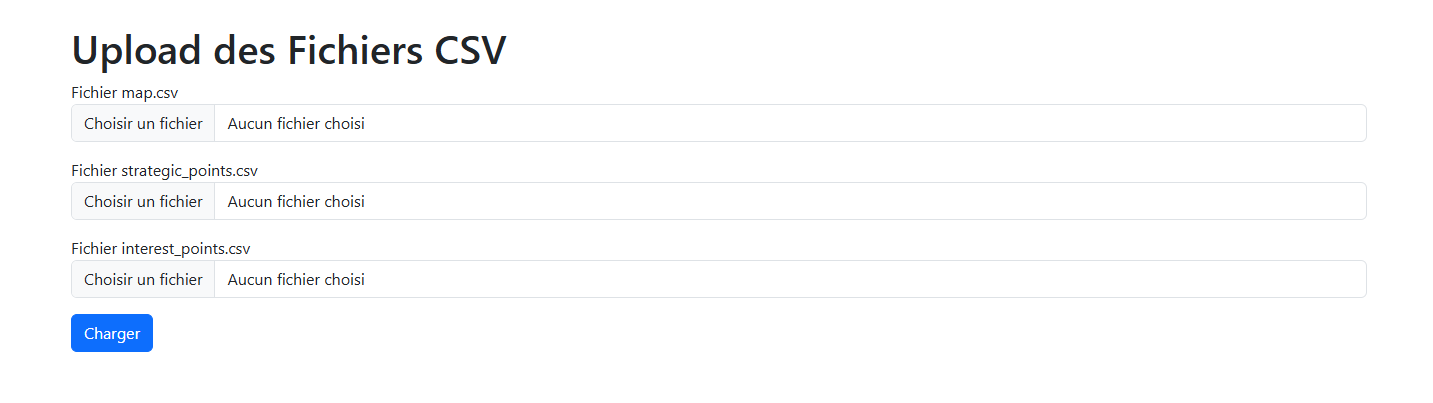 Upload des Fichiers CSV
Fichier map.csv
Choisir un fichier Aucun fichier choisi
Fichier strategic_points.csv
Choisir un fichier Aucun fichier choisi
Fichier interest_points.csv
Choisir un fichier Aucun fichier choisi
Charger